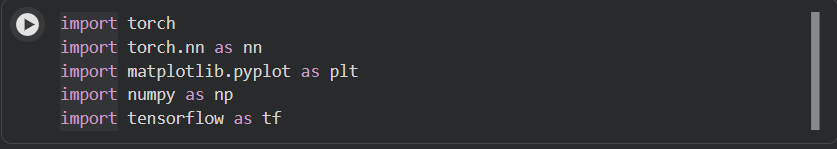 import torch
import torch.nn as nn
import matplotlib.pyplot as plt
import numpy as np
import tensorflow as tf